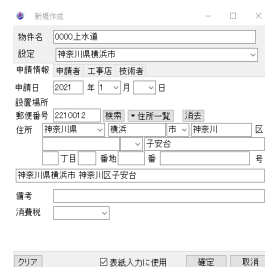 新規作成
物件名 0000上水道
設定 神奈川県横浜市
申請情報 申請者 工事店 技術者
申請日 2021 年 1 月 日
設置場所
郵便番号 2210012 検索 ▼住所一覧 消去
住所 神奈川県 横浜 市 神奈川 区
子安台
丁目 番地 番 号
神奈川県横浜市 神奈川区子安台
備考
消費税
クリア ☑表紙入力に使用 確定 取消